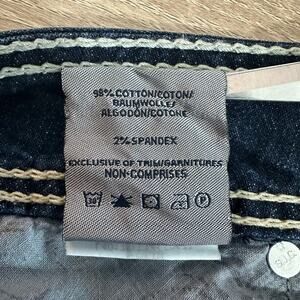 98% COTTON/COTON/
BAUMWOLLE/
ALGODÓN/COTONE
2% SPANDEX
EXCLUSIVE OF TRIM/GARNITURES
NON-COMPRISES